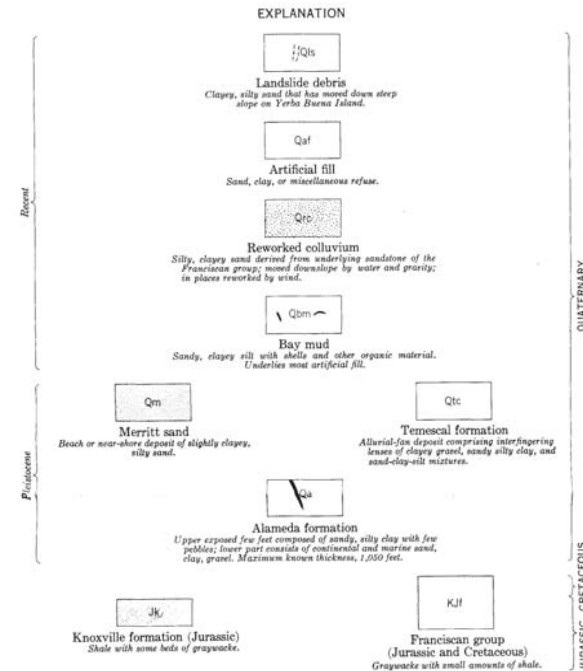 EXPLANATION
Qls
Landslide debris
Clayey, silty sand that has moved down steep
slope on Yerba Buena Island.
Qaf
Artificial fill
Sand, clay, or miscellaneous refuse.
Qrc
Reworked colluvium
Silty, clayey sand derived from underlying sandstone of the
Franciscan group; moved downslope by water and gravity;
in places reworked by wind.
Qbm
Bay mud
Sandy, clayey silt with shells and other organic material.
Underlies most artificial fill.
Recent
Qm
Merritt sand
Beach or near-shore deposit of slightly clayey,
silty sand.
Qtc
Temescal formation
Alluvial-fan deposit comprising interfingering
lenses of clayey gravel, sandy silty clay, and
sand-clay-silt mixtures.
Qa
Alameda formation
Upper exposed few feet composed of sandy, silty clay with few
pebbles; lower part consists of continental and marine sand,
clay, gravel. Maximum known thickness, 1,050 feet.
Pleistocene
QUATERNARY
Jk
Knoxville formation (Jurassic)
Shale with some beds of graywacke.
KJf
Franciscan group
(Jurassic and Cretaceous)
Graywacke with small amounts of shale.
CRETACEOUS